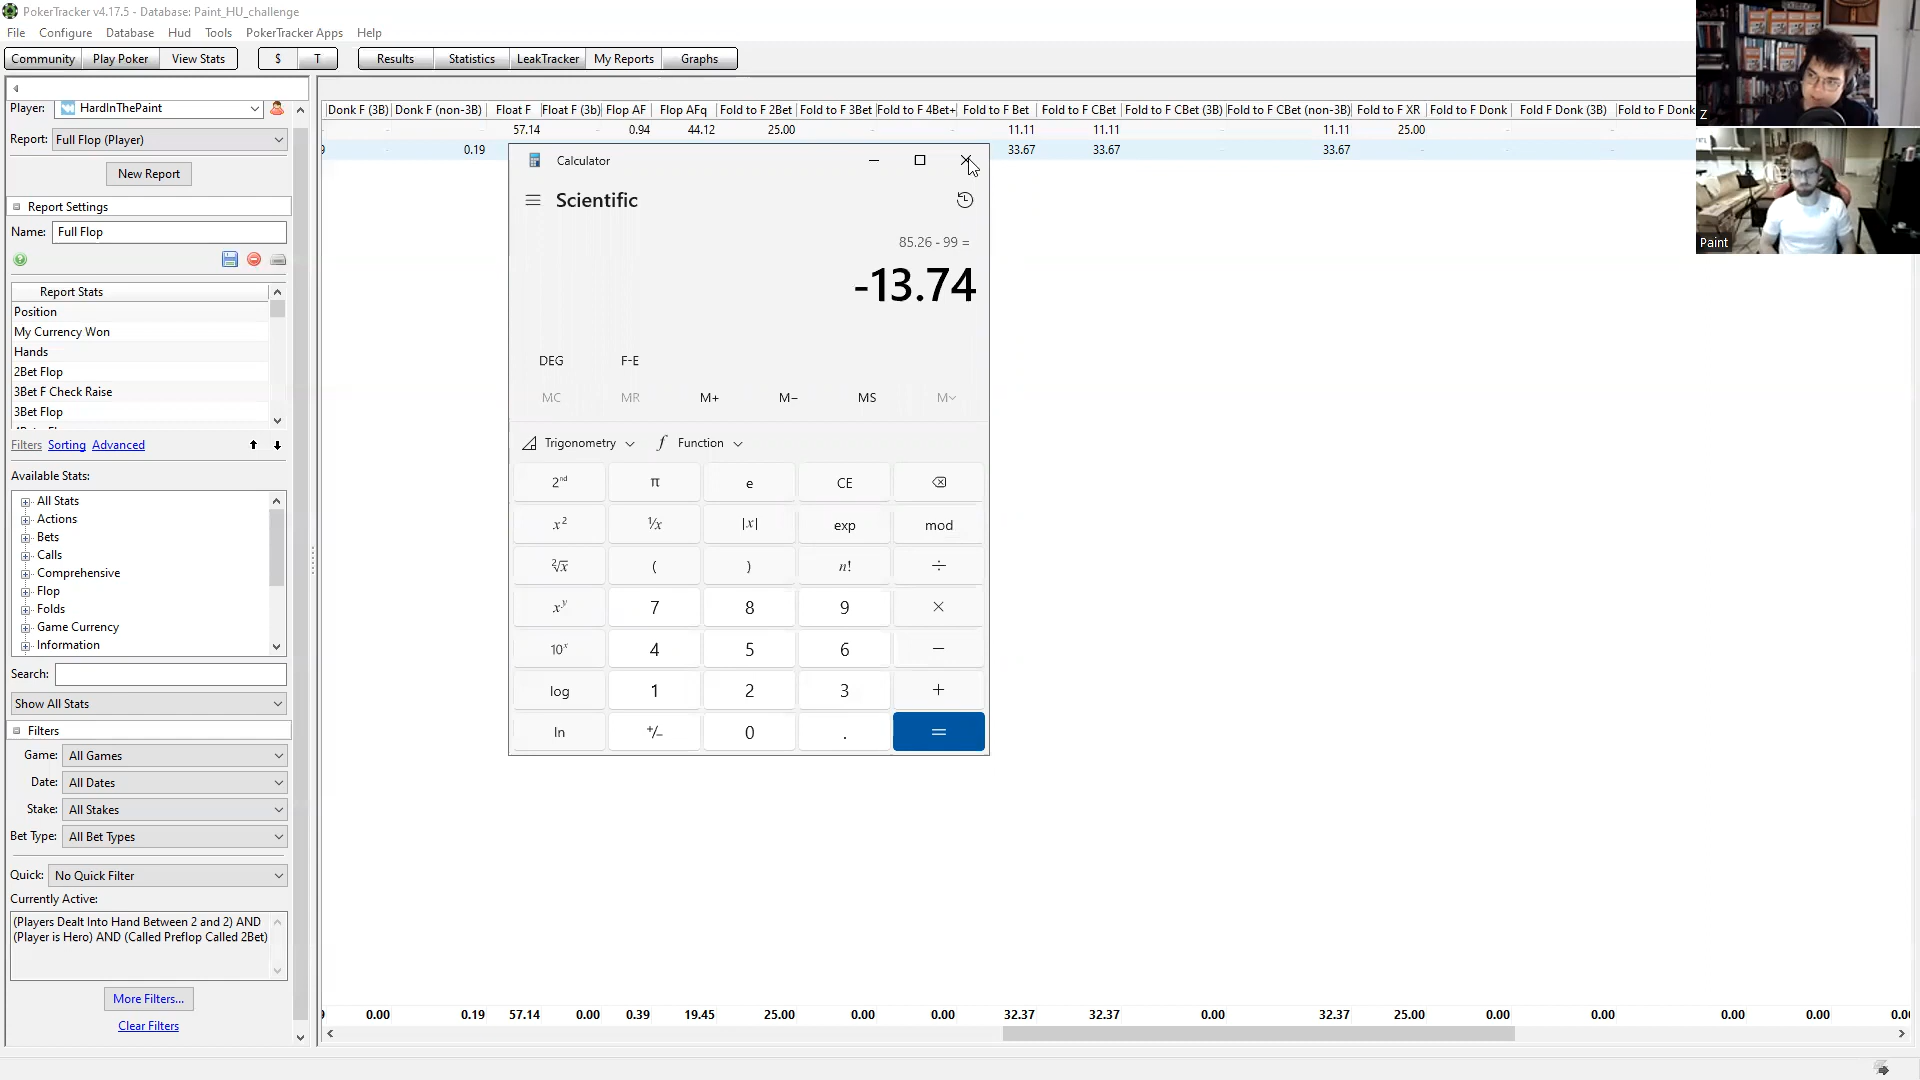 PokerTracker v4.17.5 - Database: Paint_HU_challenge
File Configure Database Hud Tools PokerTracker Apps Help
Community Play Poker View Stats $ T Results Statistics LeakTracker My Reports Graphs
Player: HardInThePaint
Report: Full Flop (Player)
New Report
Report Settings
Name: Full Flop
Report Stats
Position
My Currency Won
Hands
2Bet Flop
3Bet F Check Raise
3Bet Flop
Filters Sorting Advanced
Available Stats:
All Stats
Actions
Bets
Calls
Comprehensive
Flop
Folds
Game Currency
Information
Search:
Show All Stats
Filters
Game: All Games
Date: All Dates
Stake: All Stakes
Bet Type: All Bet Types
Quick: No Quick Filter
Currently Active:
(Players Dealt Into Hand Between 2 and 2) AND
(Player is Hero) AND (Called Preflop Called 2Bet)
More Filters...
Clear Filters
Donk F (3B) Donk F (non-3B) Float F Float F (3b) Flop AF Flop AFq Fold to F 2Bet Fold to F 3Bet Fold to F 4Bet+ Fold to F Bet Fold to F CBet Fold to F CBet (3B) Fold to F CBet (non-3B) Fold to F XR Fold to F Donk Fold F Donk (3B) Fold to F Donk
- - 57.14 - 0.94 44.12 25.00 - - 11.11 11.11 - 11.11 25.00 - - -
- 0.19 33.67 33.67 - 33.67 - - -
Calculator
Scientific
85.26 - 99 =
-13.74
DEG F-E
MC MR M+ M− MS M
Trigonometry f Function
2nd π e CE
x² ¹/x |x| exp mod
²√x ( ) n! ÷
xʸ 7 8 9 ×
10ˣ 4 5 6 −
log 1 2 3 +
ln +/− 0 . =
0.00 0.19 57.14 0.00 0.39 19.45 25.00 0.00 0.00 32.37 32.37 0.00 32.37 25.00 0.00 0.00 0.00 0.00
Z
Paint